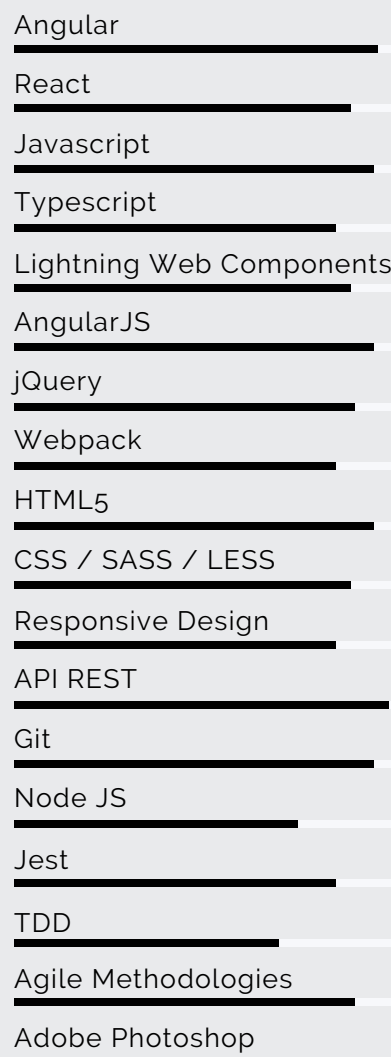 Angular
React
Javascript
Typescript
Lightning Web Components
AngularJS
jQuery
Webpack
HTML5
CSS / SASS / LESS
Responsive Design
API REST
Git
Node JS
Jest
TDD
Agile Methodologies
Adobe Photoshop